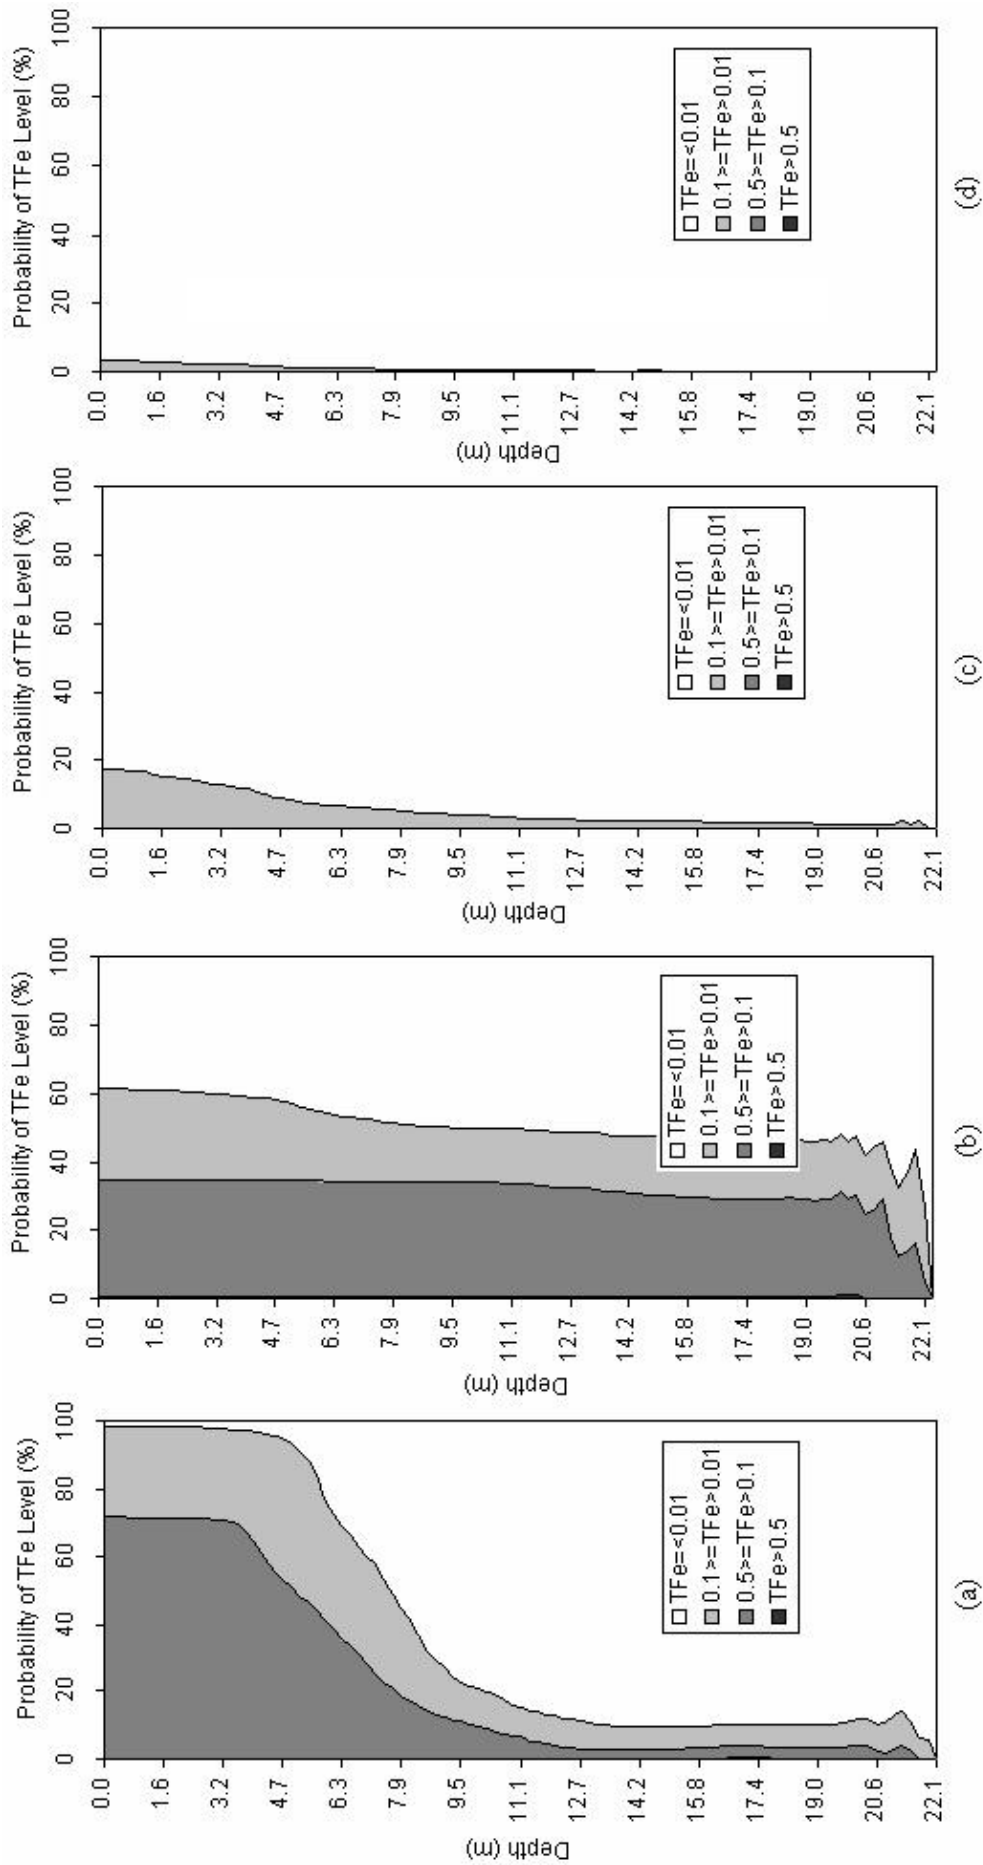 Probability of TFe Level (%)
0 20 40 60 80 100
Depth (m)
0.0
1.6
3.2
4.7
6.3
7.9
9.5
11.1
12.7
14.2
15.8
17.4
19.0
20.6
22.1
TFe=<0.01
0.1>=TFe>0.01
0.5>=TFe>0.1
TFe>0.5
(a)
Probability of TFe Level (%)
0 20 40 60 80 100
Depth (m)
0.0
1.6
3.2
4.7
6.3
7.9
9.5
11.1
12.7
14.2
15.8
17.4
19.0
20.6
22.1
TFe=<0.01
0.1>=TFe>0.01
0.5>=TFe>0.1
TFe>0.5
(b)
Probability of TFe Level (%)
0 20 40 60 80 100
Depth (m)
0.0
1.6
3.2
4.7
6.3
7.9
9.5
11.1
12.7
14.2
15.8
17.4
19.0
20.6
22.1
TFe=<0.01
0.1>=TFe>0.01
0.5>=TFe>0.1
TFe>0.5
(c)
Probability of TFe Level (%)
0 20 40 60 80 100
Depth (m)
0.0
1.6
3.2
4.7
6.3
7.9
9.5
11.1
12.7
14.2
15.8
17.4
19.0
20.6
22.1
TFe=<0.01
0.1>=TFe>0.01
0.5>=TFe>0.1
TFe>0.5
(d)